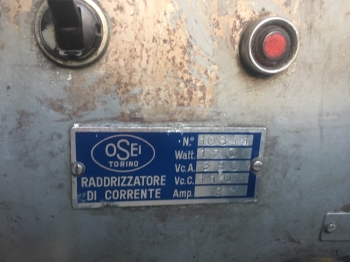 OSEI
TORINO
RADDRIZZATORE
DI CORRENTE
N.º
Watt.
Vc.A.
Vc.C.
Amp.